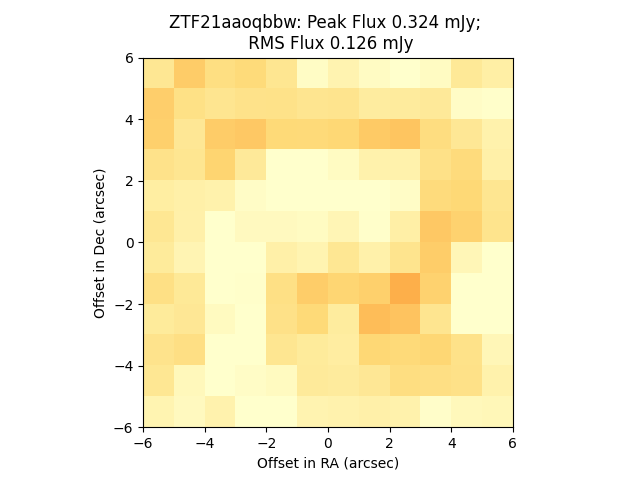 ZTF21aaoqbbw: Peak Flux 0.324 mJy;
RMS Flux 0.126 mJy
6
4
2
0
−2
−4
−6
Offset in Dec (arcsec)
−6 −4 −2 0 2 4 6
Offset in RA (arcsec)